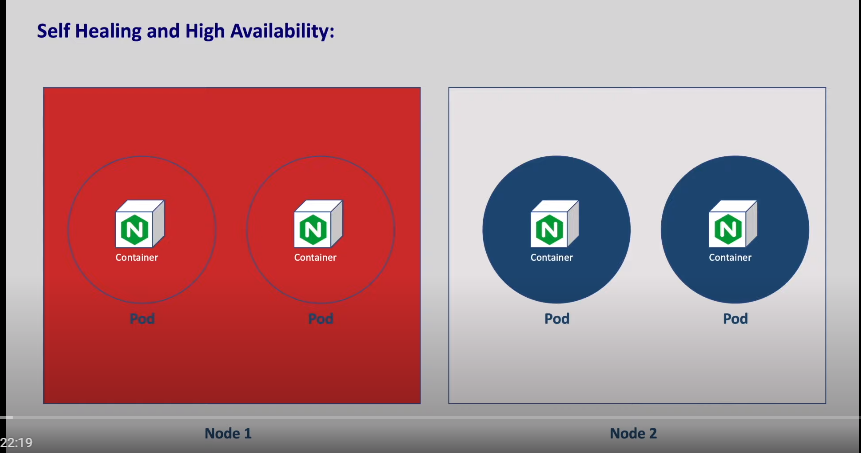 Self Healing and High Availability:
N
N
N
N
Container
Container
Container
Container
Pod
Pod
Pod
Pod
Node 1
Node 2
22:19